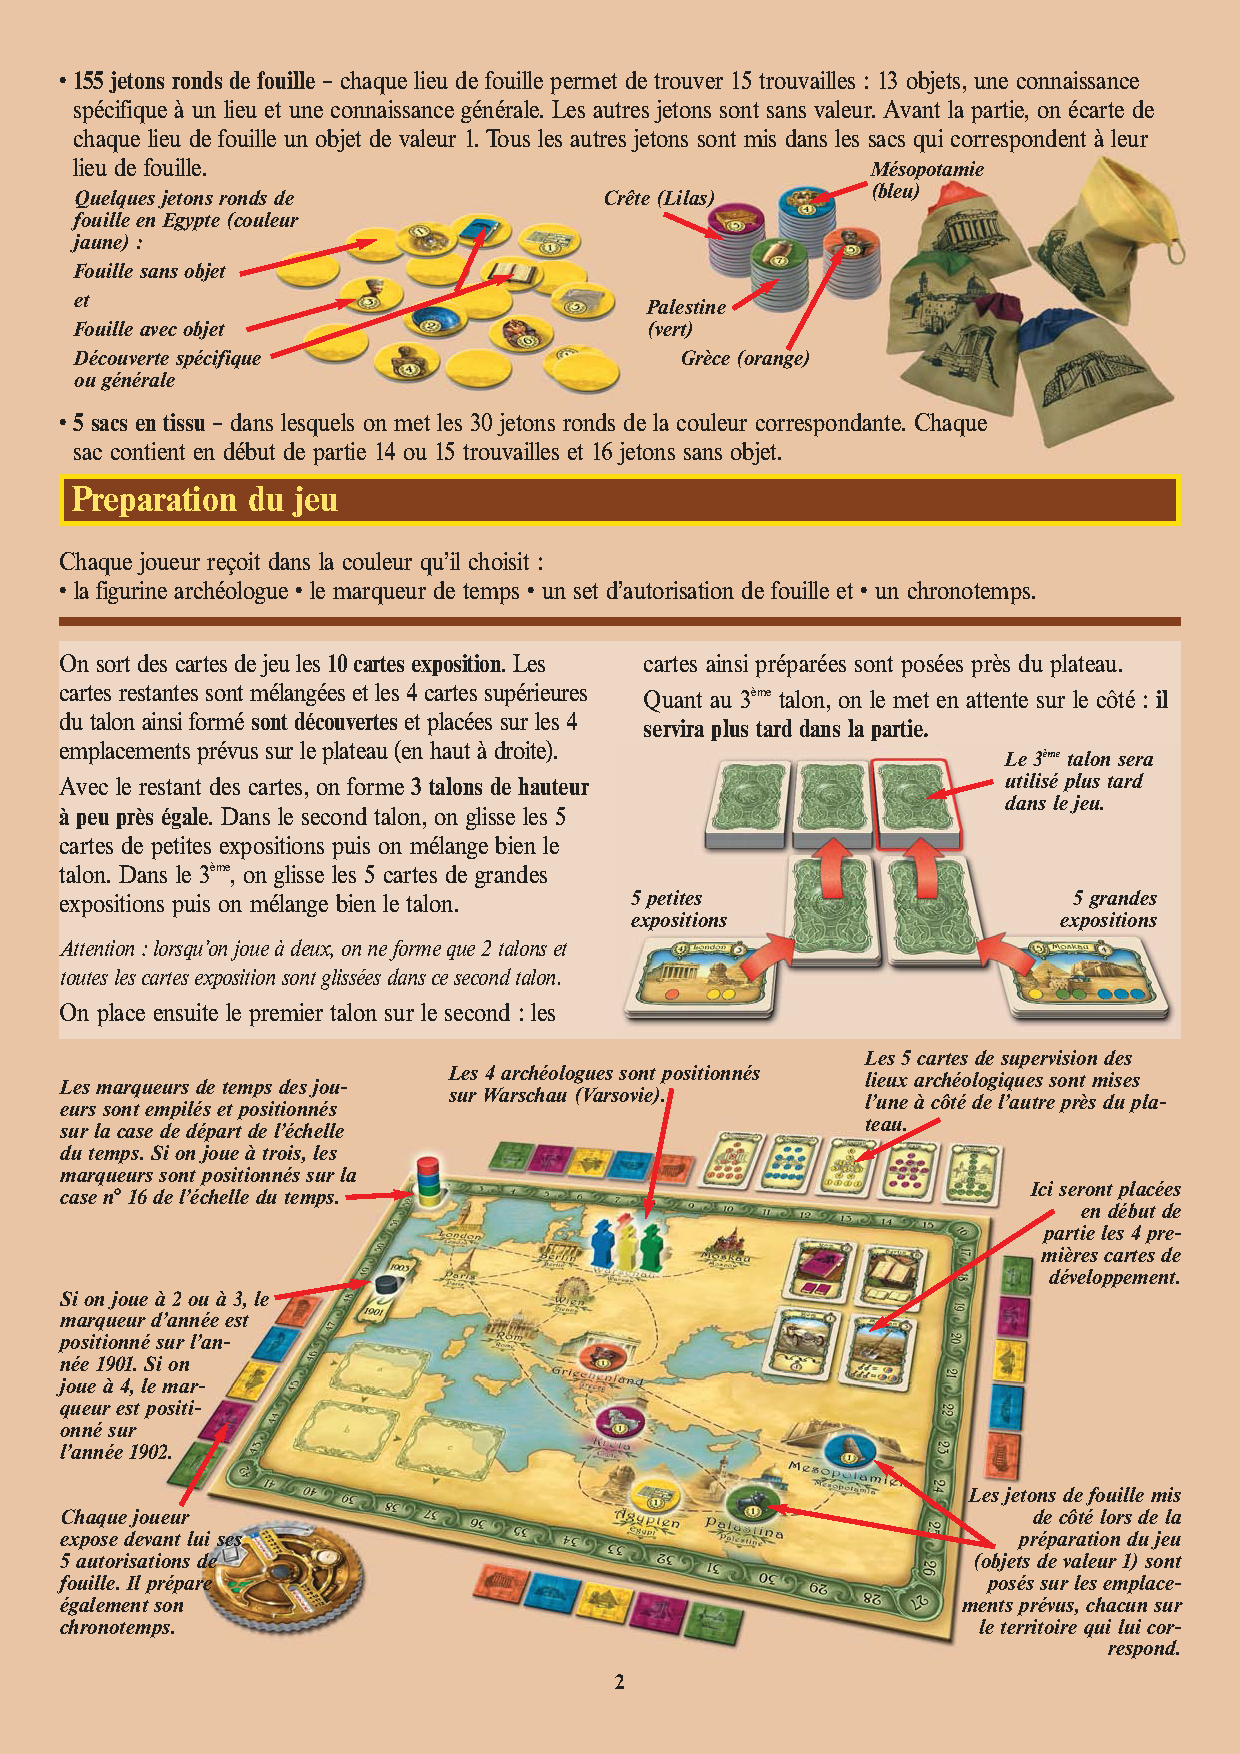 • 155 jetons ronds de fouille – chaque lieu de fouille permet de trouver 15 trouvailles : 13 objets, une connaissance
spécifique à un lieu et une connaissance générale. Les autres jetons sont sans valeur. Avant la partie, on écarte de
chaque lieu de fouille un objet de valeur 1. Tous les autres jetons sont mis dans les sacs qui correspondent à leur
lieu de fouille.
Quelques jetons ronds de
fouille en Egypte (couleur
jaune) :
Fouille sans objet
et
Fouille avec objet
Découverte spécifique
ou générale
Crête (Lilas)
Mésopotamie
(bleu)
Palestine
(vert)
Grèce (orange)
• 5 sacs en tissu – dans lesquels on met les 30 jetons ronds de la couleur correspondante. Chaque
sac contient en début de partie 14 ou 15 trouvailles et 16 jetons sans objet.
Preparation du jeu
Chaque joueur reçoit dans la couleur qu’il choisit :
• la figurine archéologue • le marqueur de temps • un set d’autorisation de fouille et • un chronotemps.
On sort des cartes de jeu les 10 cartes exposition. Les
cartes restantes sont mélangées et les 4 cartes supérieures
du talon ainsi formé sont découvertes et placées sur les 4
emplacements prévus sur le plateau (en haut à droite).
Avec le restant des cartes, on forme 3 talons de hauteur
à peu près égale. Dans le second talon, on glisse les 5
cartes de petites expositions puis on mélange bien le
talon. Dans le 3ème, on glisse les 5 cartes de grandes
expositions puis on mélange bien le talon.
Attention : lorsqu’on joue à deux, on ne forme que 2 talons et
toutes les cartes exposition sont glissées dans ce second talon.
On place ensuite le premier talon sur le second : les
cartes ainsi préparées sont posées près du plateau.
Quant au 3ème talon, on le met en attente sur le côté : il
servira plus tard dans la partie.
Le 3ème talon sera
utilisé plus tard
dans le jeu.
5 petites
expositions
5 grandes
expositions
London
Moskau
Les marqueurs de temps des jou-
eurs sont empilés et positionnés
sur la case de départ de l’échelle
du temps. Si on joue à trois, les
marqueurs sont positionnés sur la
case n° 16 de l’échelle du temps.
Les 4 archéologues sont positionnés
sur Warschau (Varsovie).
Les 5 cartes de supervision des
lieux archéologiques sont mises
l’une à côté de l’autre près du pla-
teau.
Ici seront placées
en début de
partie les 4 pre-
mières cartes de
développement.
Si on joue à 2 ou à 3, le
marqueur d’année est
positionné sur l’an-
née 1901. Si on
joue à 4, le mar-
queur est positi-
onné sur
l’année 1902.
Chaque joueur
expose devant lui ses
5 autorisations de
fouille. Il prépare
également son
chronotemps.
Les jetons de fouille mis
de côté lors de la
préparation du jeu
(objets de valeur 1) sont
posés sur les emplace-
ments prévus, chacun sur
le territoire qui lui cor-
respond.
London
Berlin
Warschau
Moskau
Paris
Wien
Rom
Griechenland
Kreta
Ägypten
Palästina
Mesopotamien
1903
1901
2